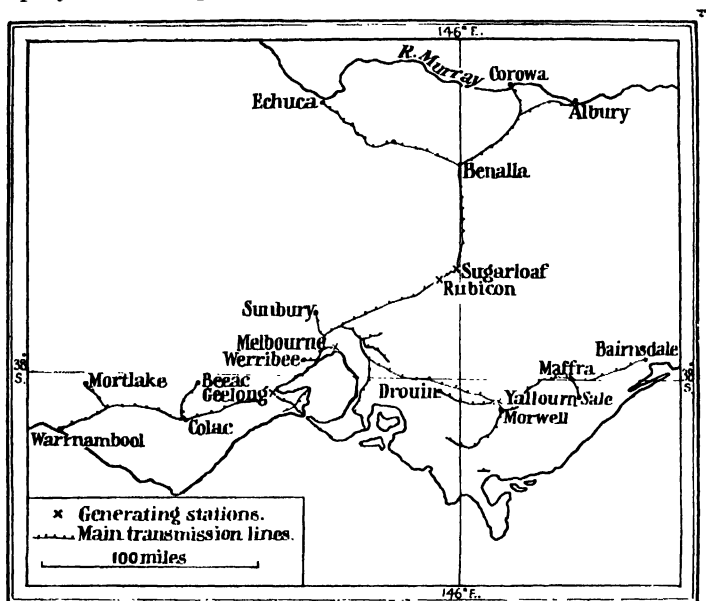 146° E.
R. Murray
Corowa
Echuca
Albury
Benalla
Sugarloaf
Rubicon
Sunbury
Melbourne
Werribee
Bairnsdale
38°
S.
38°
S.
Maffra
Mortlake
Beeac
Geelong
Drouin
Yallourn
Sale
Morwell
Colac
Warrnambool
× Generating stations.
Main transmission lines.
100 miles
146° E.